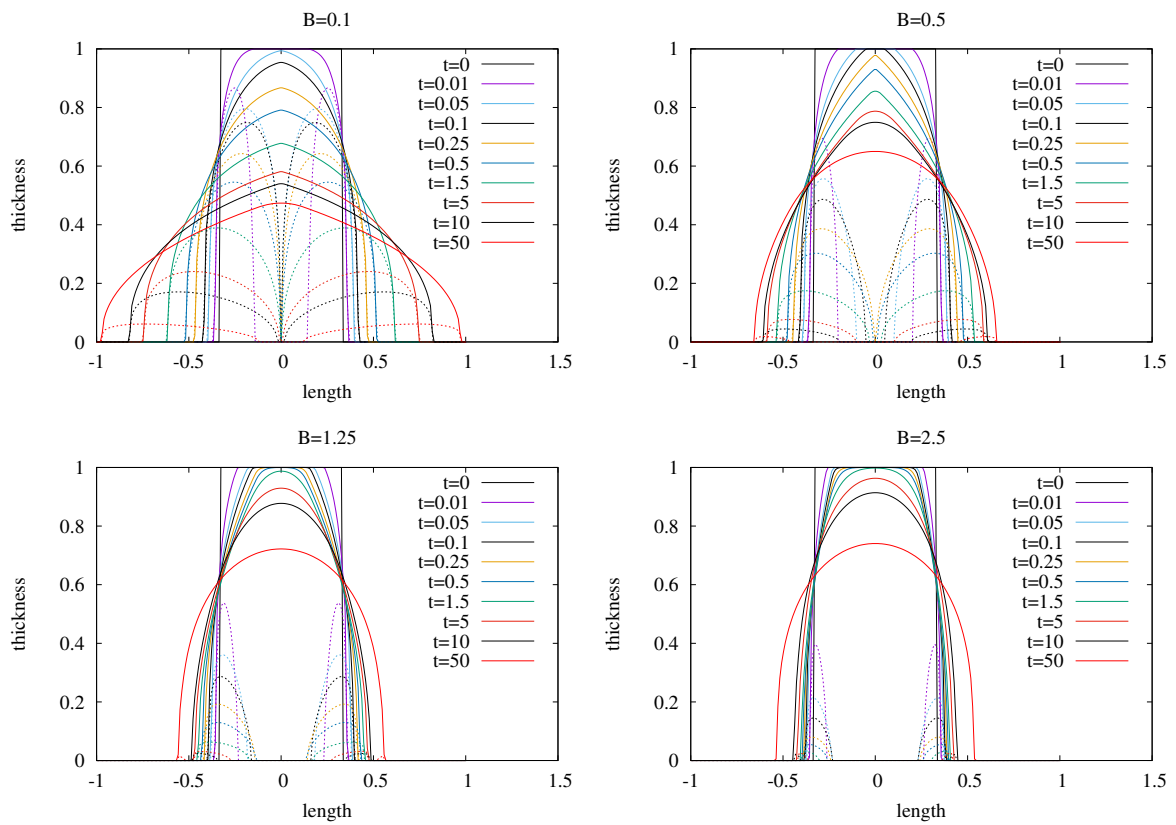 B=0.1
thickness
1
0.8
0.6
0.4
0.2
0
-1
-0.5
0
0.5
1
1.5
length
t=0
t=0.01
t=0.05
t=0.1
t=0.25
t=0.5
t=1.5
t=5
t=10
t=50
B=0.5
thickness
1
0.8
0.6
0.4
0.2
0
-1
-0.5
0
0.5
1
1.5
length
t=0
t=0.01
t=0.05
t=0.1
t=0.25
t=0.5
t=1.5
t=5
t=10
t=50
B=1.25
thickness
1
0.8
0.6
0.4
0.2
0
-1
-0.5
0
0.5
1
1.5
length
t=0
t=0.01
t=0.05
t=0.1
t=0.25
t=0.5
t=1.5
t=5
t=10
t=50
B=2.5
thickness
1
0.8
0.6
0.4
0.2
0
-1
-0.5
0
0.5
1
1.5
length
t=0
t=0.01
t=0.05
t=0.1
t=0.25
t=0.5
t=1.5
t=5
t=10
t=50